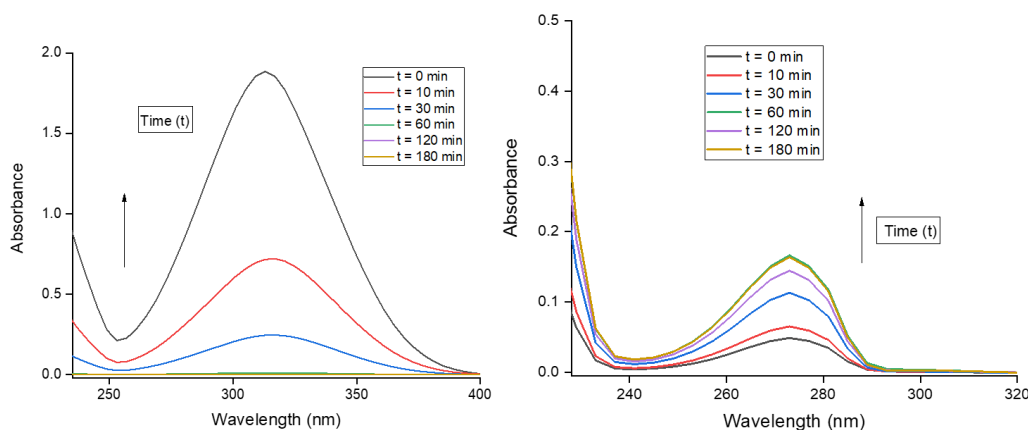 2.0
1.5
1.0
0.5
0.0
Absorbance
250
300
350
400
Wavelength (nm)
Time (t)
t = 0 min
t = 10 min
t = 30 min
t = 60 min
t = 120 min
t = 180 min
0.5
0.4
0.3
0.2
0.1
0.0
Absorbance
240
260
280
300
320
Wavelength (nm)
t = 0 min
t = 10 min
t = 30 min
t = 60 min
t = 120 min
t = 180 min
Time (t)